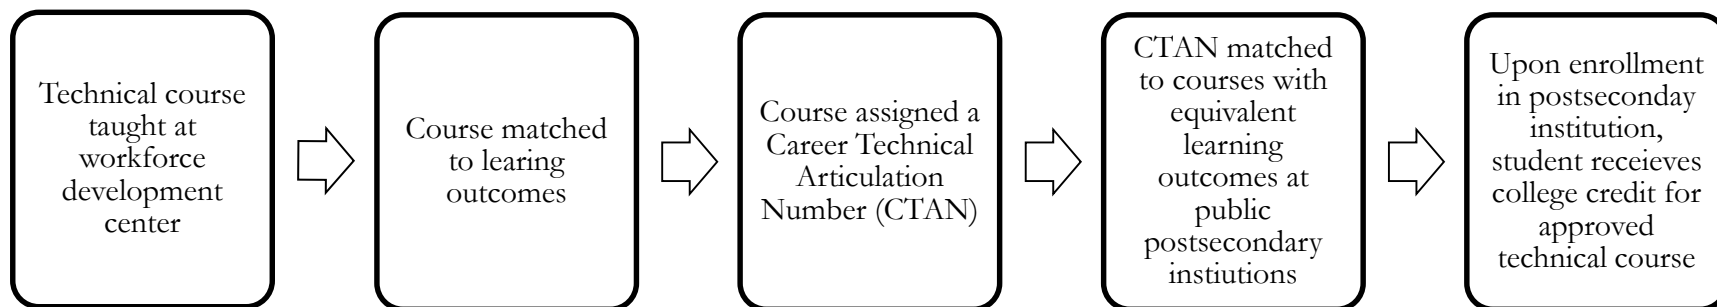 Technical course
taught at
workforce
development
center
Course matched
to learing
outcomes
Course assigned a
Career Technical
Articulation
Number (CTAN)
CTAN matched
to courses with
equivalent
learning
outcomes at
public
postsecondary
instiutions
Upon enrollment
in postseconday
institution,
student receieves
college credit for
approved
technical course